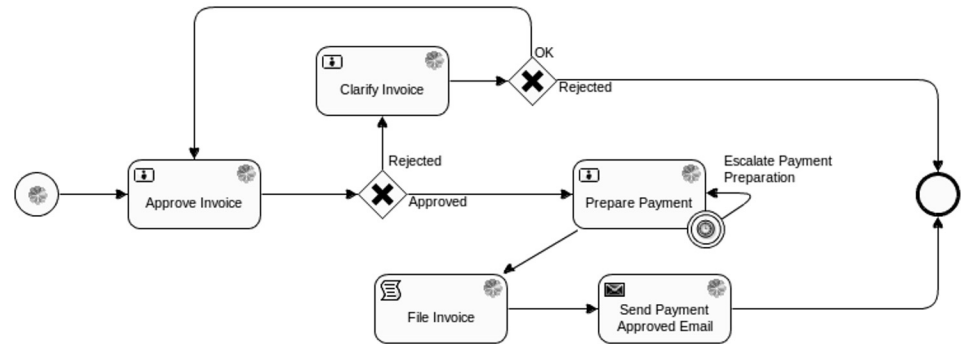 OK
Clarify Invoice
Rejected
Rejected
Escalate Payment
Preparation
Approve Invoice
Approved
Prepare Payment
File Invoice
Send Payment
Approved Email